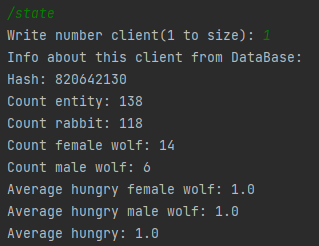 /state
Write number client(1 to size): 1
Info about this client from DataBase:
Hash: 820642130
Count entity: 138
Count rabbit: 118
Count female wolf: 14
Count male wolf: 6
Average hungry female wolf: 1.0
Average hungry male wolf: 1.0
Average hungry: 1.0